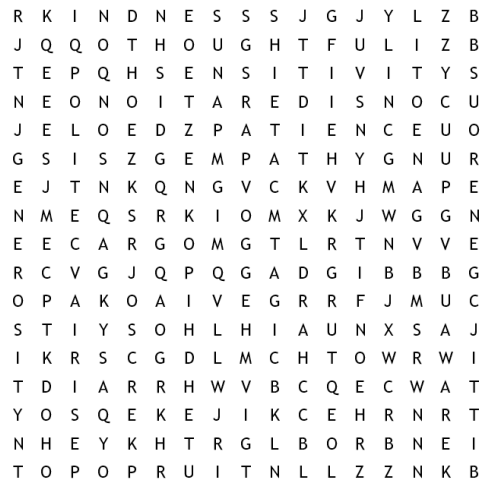 R K I N D N E S S S J G J Y L Z B
J Q Q O T H O U G H T F U L I Z B
T E P Q H S E N S I T I V I T Y S
N E O N O I T A R E D I S N O C U
J E L O E D Z P A T I E N C E U O
G S I S Z G E M P A T H Y G N U R
E J T N K Q N G V C K V H M A P E
N M E Q S R K I O M X K J W G G N
E E C A R G O M G T L R T N V V E
R C V G J Q P Q G A D G I B B B G
O P A K O A I V E G R R F J M U C
S T I Y S O H L H I A U N X S A J
I K R S C G D L M C H T O W R W I
T D I A R R H W V B C Q E C W A T
Y O S Q E K E J I K C E H R N R T
N H E Y K H T R G L B O R B N E I
T O P O P R U I T N L L Z Z N K B